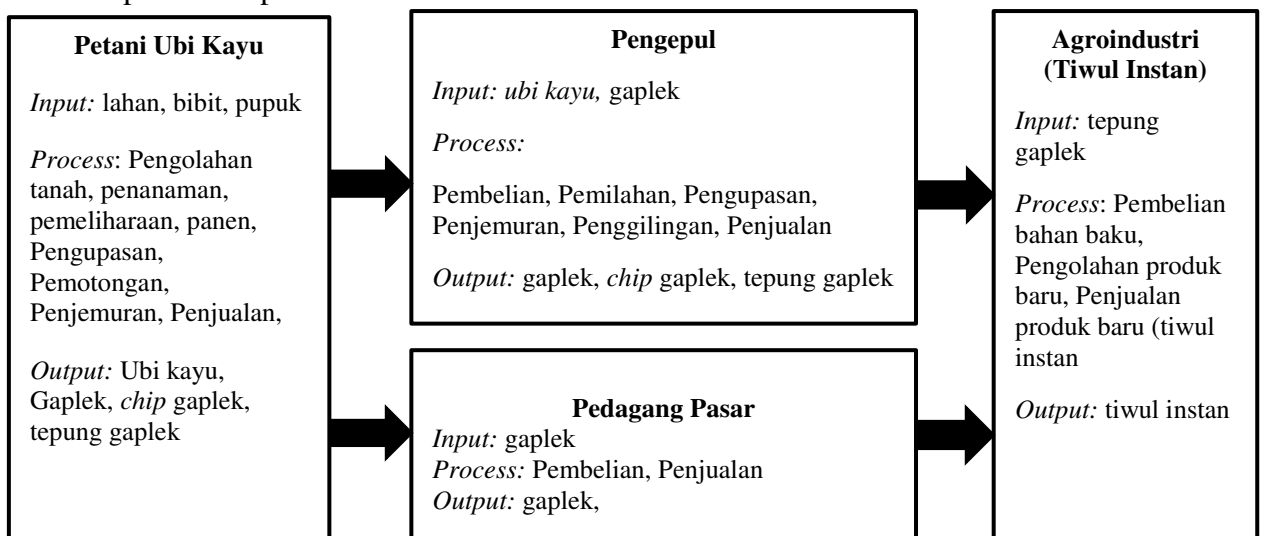 Petani Ubi Kayu
Input: lahan, bibit, pupuk
Process: Pengolahan
tanah, penanaman,
pemeliharaan, panen,
Pengupasan,
Pemotongan,
Penjemuran, Penjualan,
Output: Ubi kayu,
Gaplek, chip gaplek,
tepung gaplek
Pengepul
Input: ubi kayu, gaplek
Process:
Pembelian, Pemilahan, Pengupasan,
Penjemuran, Penggilingan, Penjualan
Output: gaplek, chip gaplek, tepung gaplek
Pedagang Pasar
Input: gaplek
Process: Pembelian, Penjualan
Output: gaplek,
Agroindustri
(Tiwul Instan)
Input: tepung
gaplek
Process: Pembelian
bahan baku,
Pengolahan produk
baru, Penjualan
produk baru (tiwul
instan
Output: tiwul instan